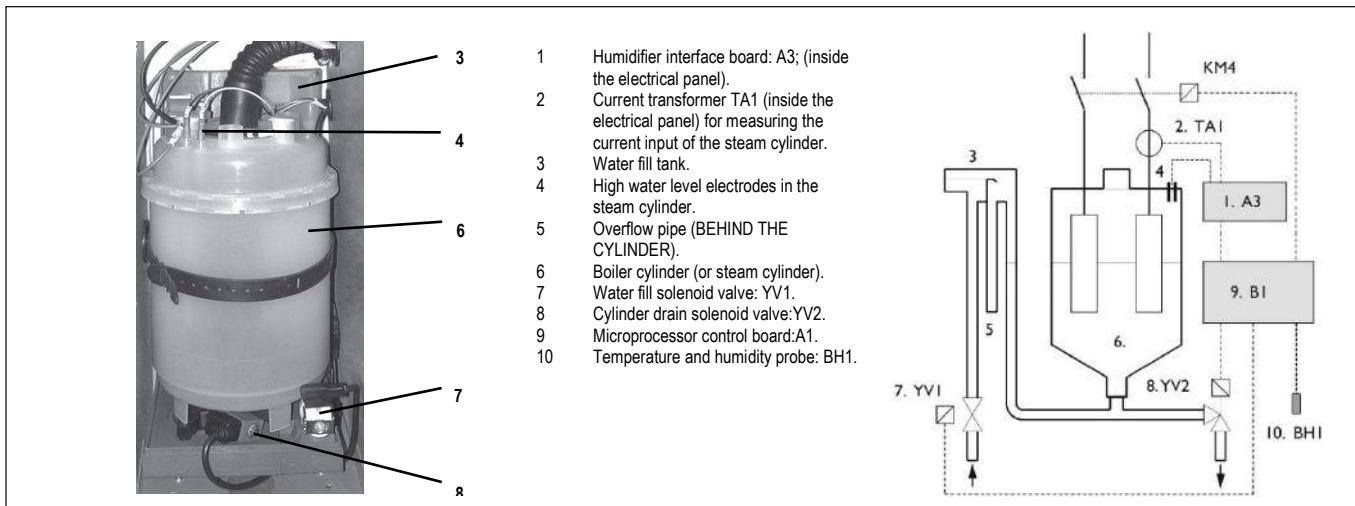 3
4
6
7
8
1 Humidifier interface board: A3; (inside
the electrical panel).
2 Current transformer TA1 (inside the
electrical panel) for measuring the
current input of the steam cylinder.
3 Water fill tank.
4 High water level electrodes in the
steam cylinder.
5 Overflow pipe (BEHIND THE
CYLINDER).
6 Boiler cylinder (or steam cylinder).
7 Water fill solenoid valve: YV1.
8 Cylinder drain solenoid valve:YV2.
9 Microprocessor control board:A1.
10 Temperature and humidity probe: BH1.
KM4
2. TA1
3
4
1. A3
9. B1
5
6.
7. YV1
8. YV2
10. BH1